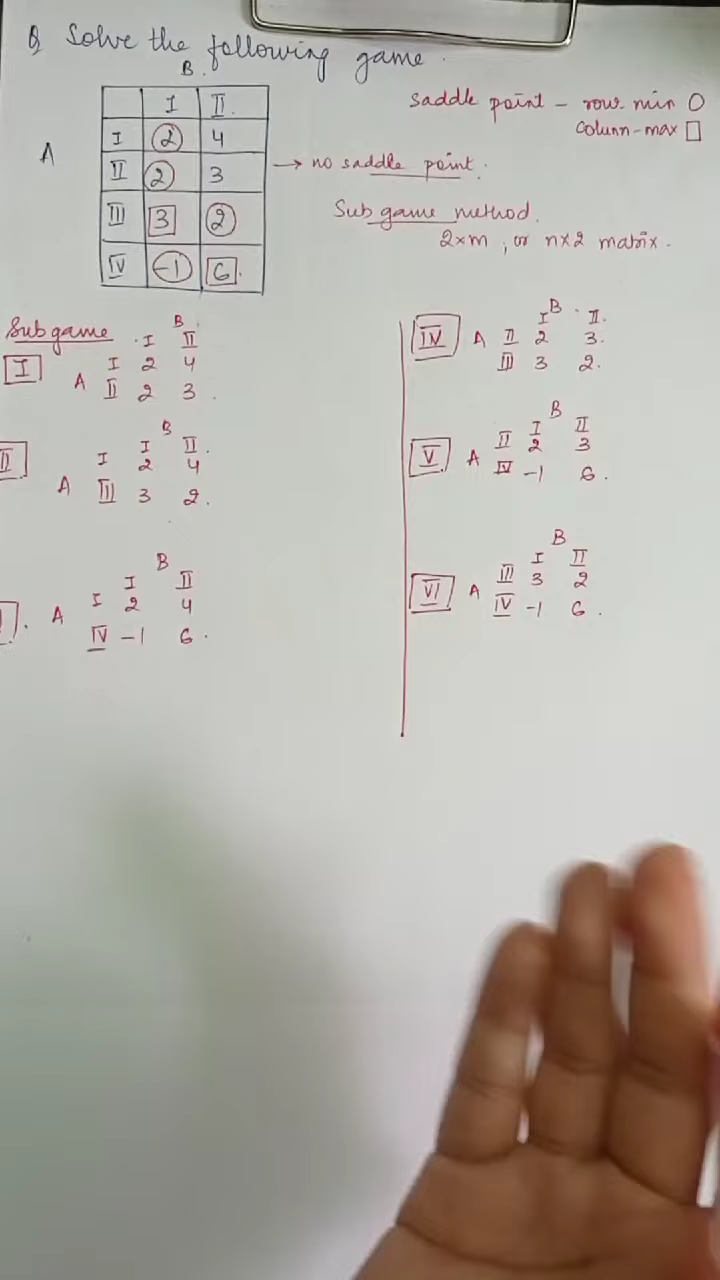 Q Solve the following game.
B.
I II
A
I 2 4
II 2 3
III 3 2
IV -1 6
saddle point - row min O
column-max □
→ no saddle point.
Sub game method.
2×m, or n×2 matrix.
Subgame
B
I II
I
A
I 2 4
II 2 3.
II
B
I II.
A
I 2 4
III 3 2.
I.
B
I II
A
I 2 4
IV -1 6.
IV
B
I II.
A
II 2 3.
III 3 2.
V
B
I II
A
II 2 3
IV -1 6.
VI
B
I II
A
III 3 2
IV -1 6.